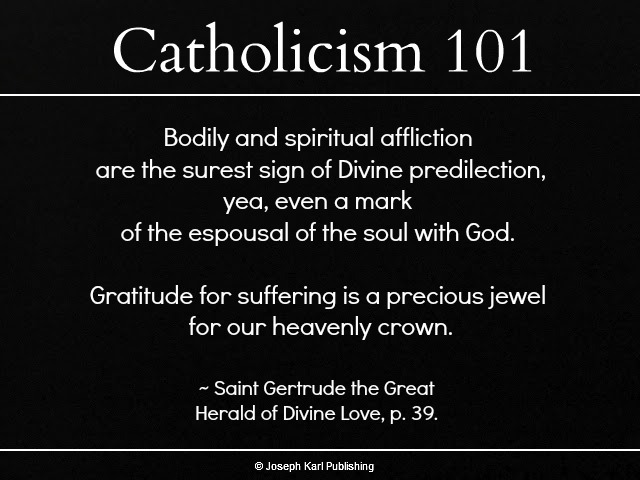 Catholicism 101
Bodily and spiritual affliction
are the surest sign of Divine predilection,
yea, even a mark
of the espousal of the soul with God.
Gratitude for suffering is a precious jewel
for our heavenly crown.
~ Saint Gertrude the Great
Herald of Divine Love, p. 39.
© Joseph Karl Publishing